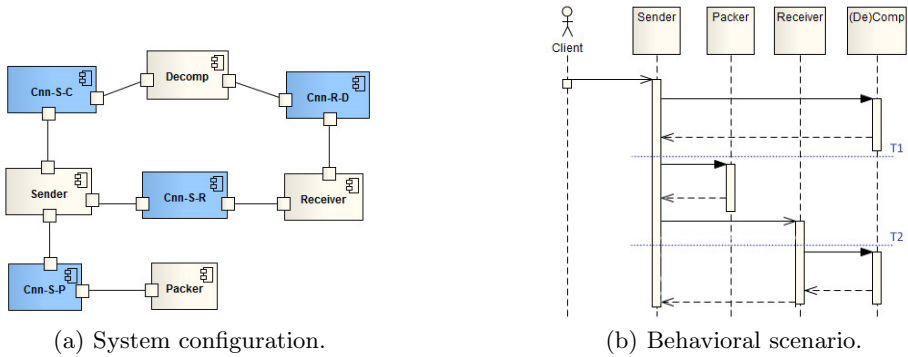 Cnn-S-C
Decomp
Cnn-R-D
Sender
Cnn-S-R
Receiver
Cnn-S-P
Packer
(a) System configuration.
Client
Sender
Packer
Receiver
(De)Comp
T1
T2
(b) Behavioral scenario.